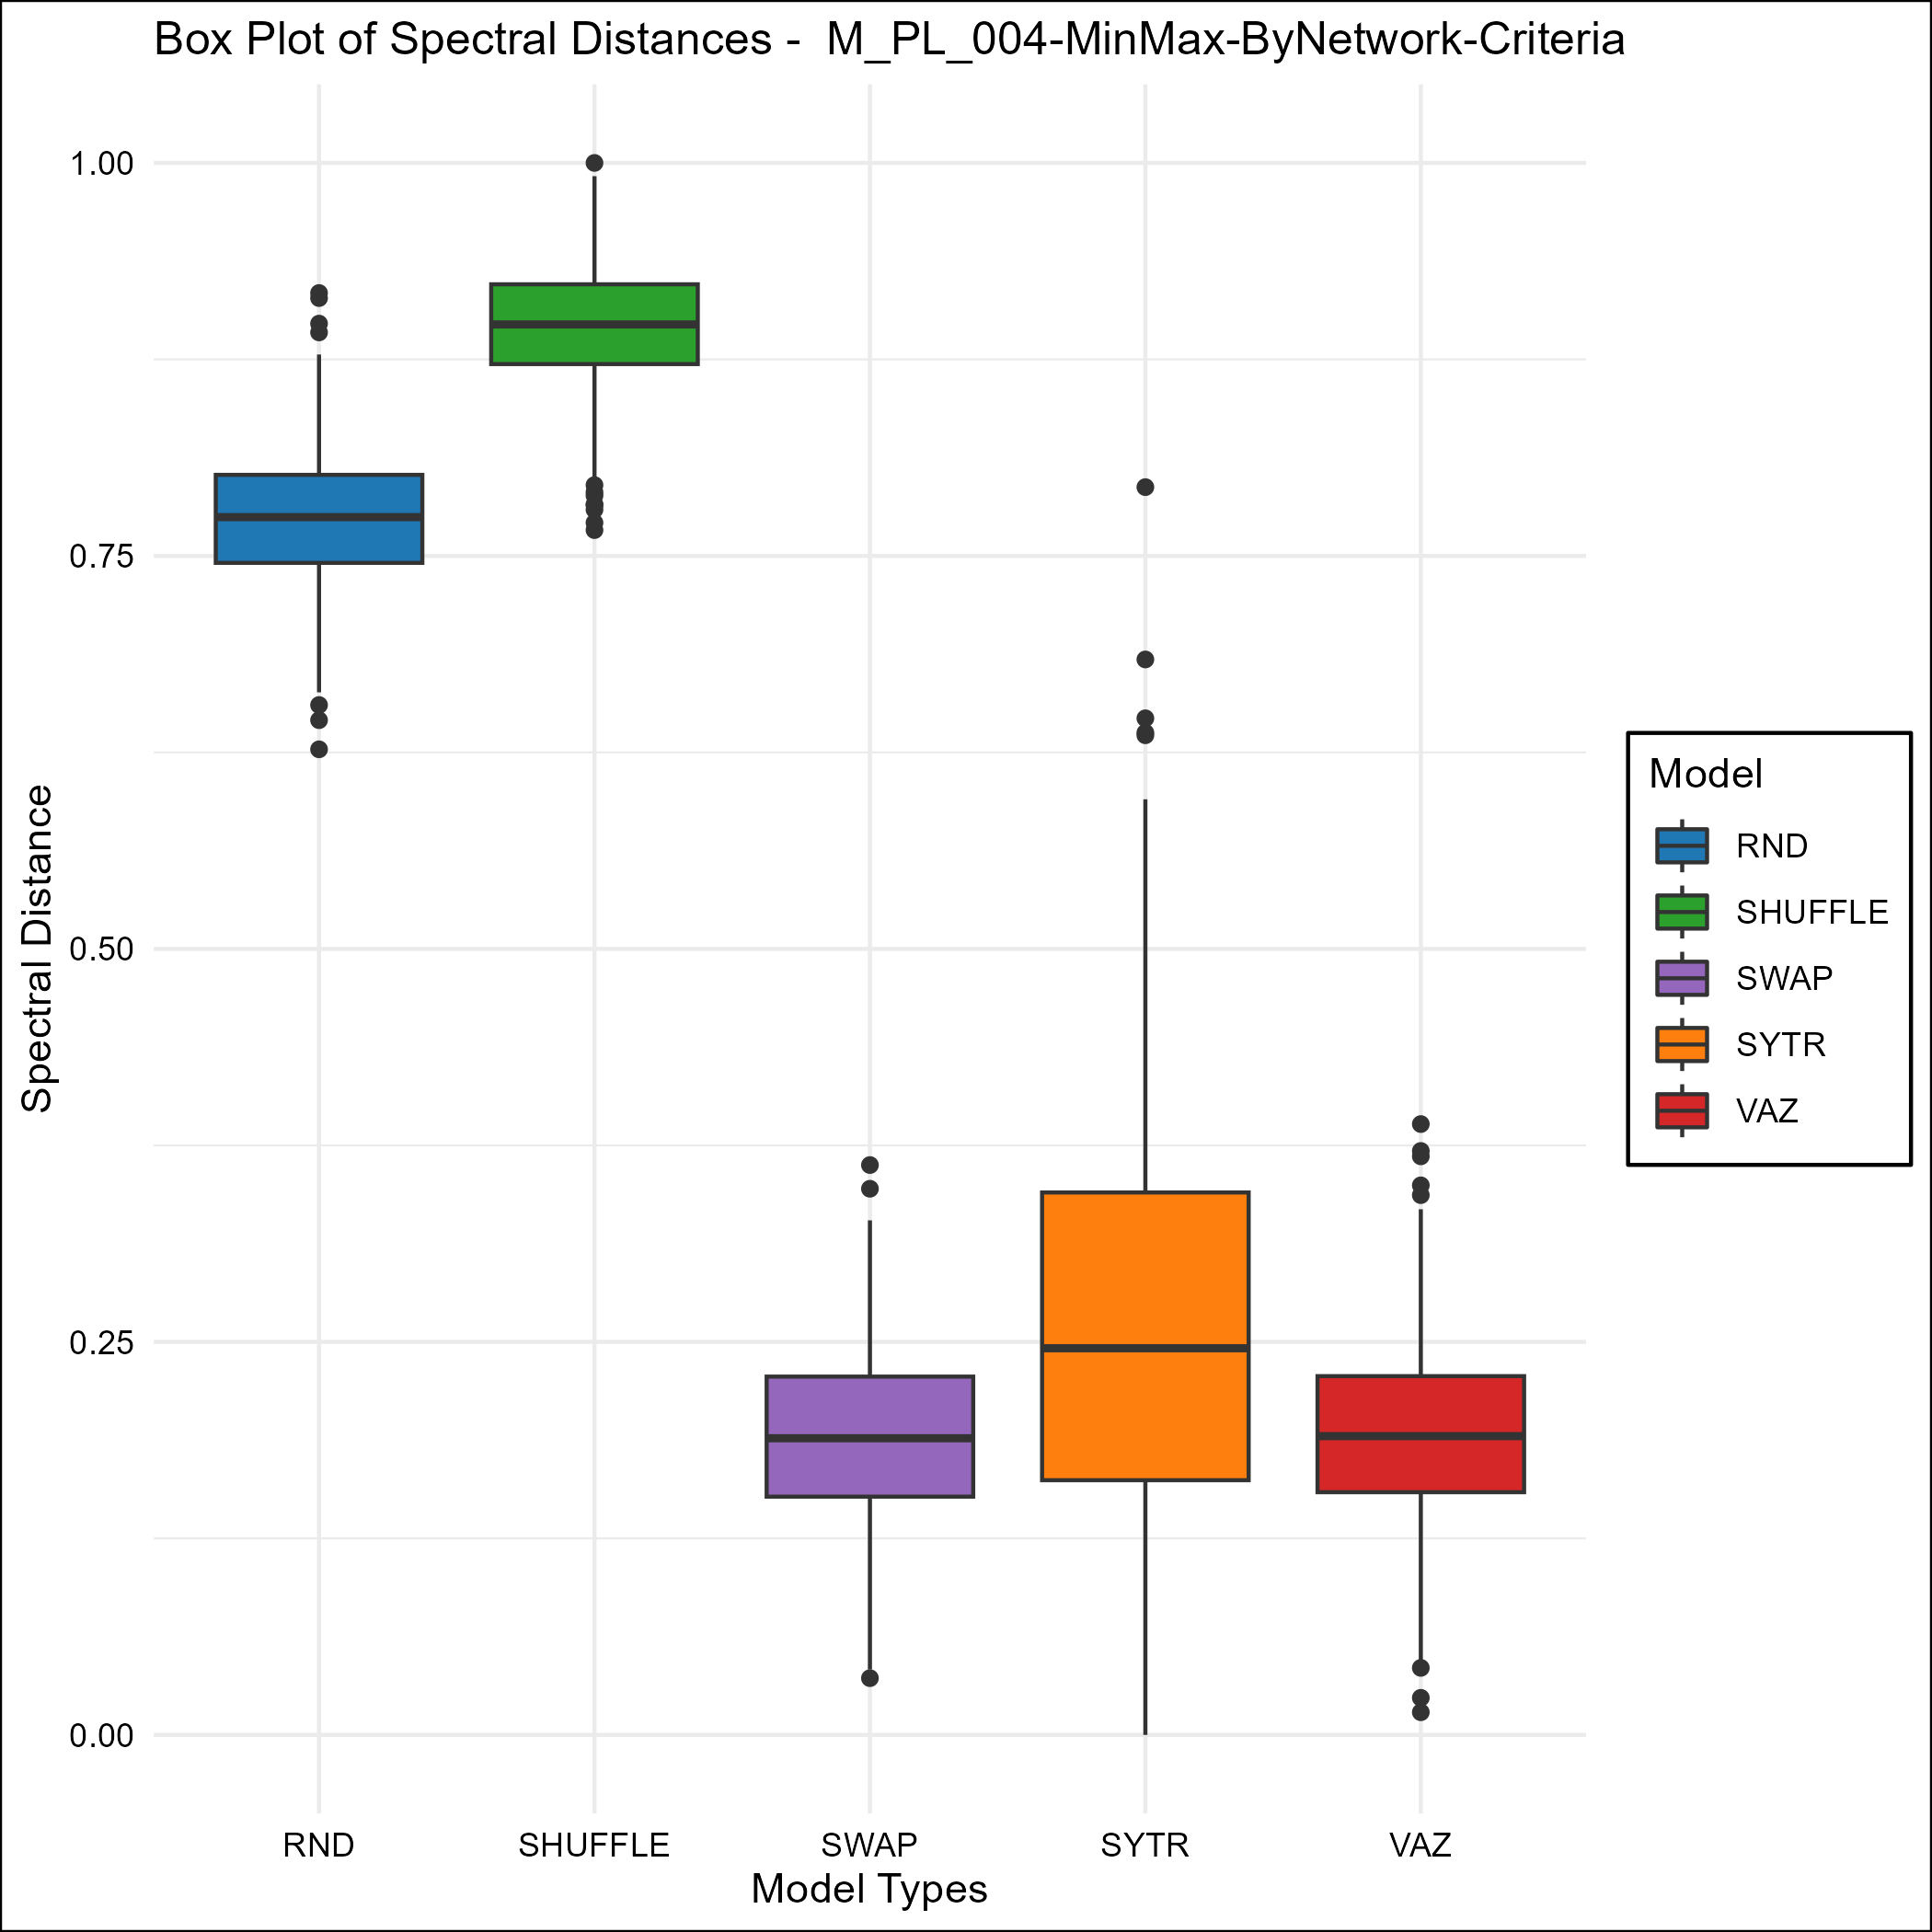 Box Plot of Spectral Distances -  M_PL_004-MinMax-ByNetwork-Criteria
1.00
0.75
0.50
0.25
0.00
Spectral Distance
RND
SHUFFLE
SWAP
SYTR
VAZ
Model Types
Model
RND
SHUFFLE
SWAP
SYTR
VAZ